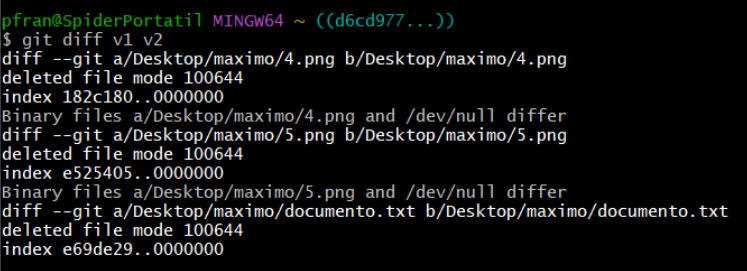 pfran@SpiderPortatil MINGW64 ~ ((d6cd977...))
$ git diff v1 v2
diff --git a/Desktop/maximo/4.png b/Desktop/maximo/4.png
deleted file mode 100644
index 182c180..0000000
Binary files a/Desktop/maximo/4.png and /dev/null differ
diff --git a/Desktop/maximo/5.png b/Desktop/maximo/5.png
deleted file mode 100644
index e525405..0000000
Binary files a/Desktop/maximo/5.png and /dev/null differ
diff --git a/Desktop/maximo/documento.txt b/Desktop/maximo/documento.txt
deleted file mode 100644
index e69de29..0000000